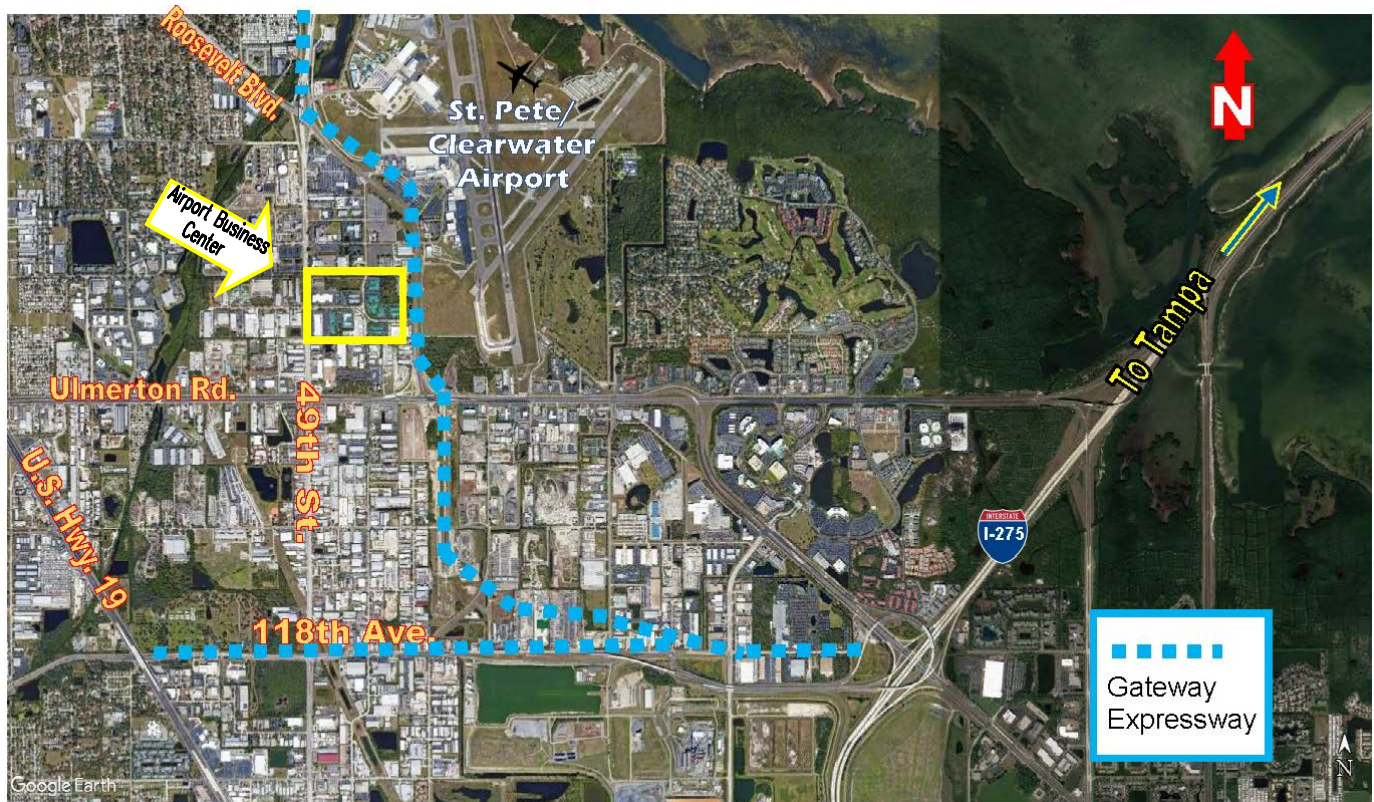 Roosevelt Blvd.
St. Pete/
Clearwater
Airport
N
Airport Business
Center
To Tampa
Ulmerton Rd.
49th St.
U.S. Hwy. 19
INTERSTATE
I-275
118th Ave.
Gateway
Expressway
N
Google Earth